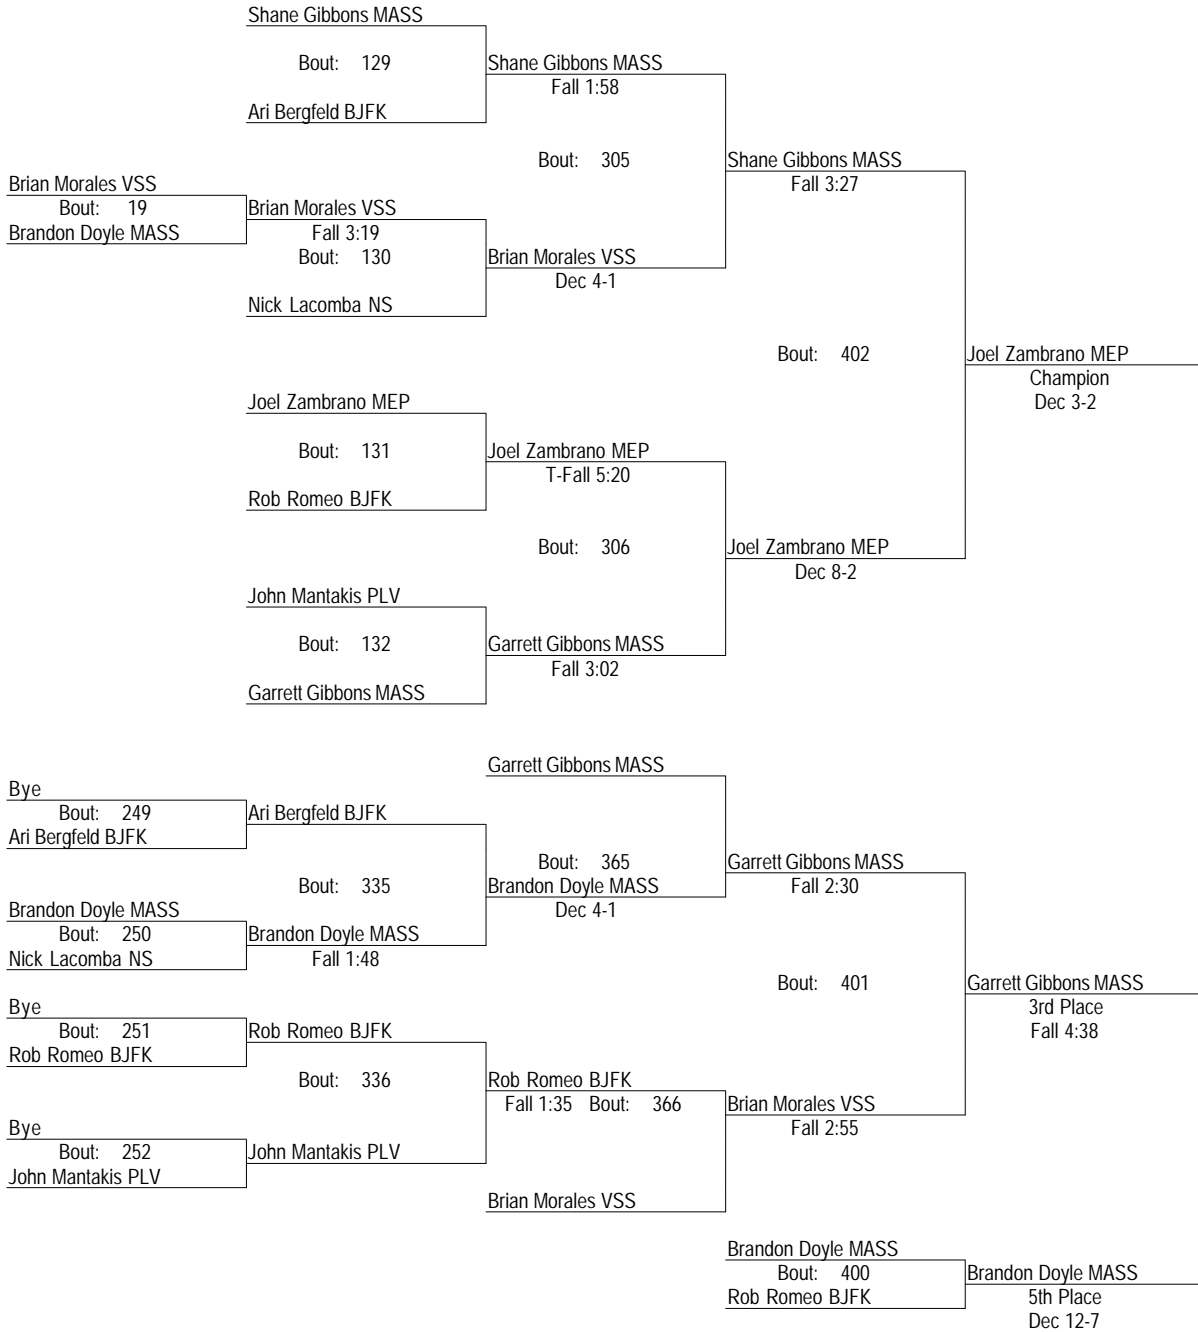 Shane Gibbons MASS
Bout: 129
Shane Gibbons MASS
Fall 1:58
Ari Bergfeld BJFK
Bout: 305
Shane Gibbons MASS
Fall 3:27
Brian Morales VSS
Bout: 19
Brandon Doyle MASS
Brian Morales VSS
Fall 3:19
Bout: 130
Brian Morales VSS
Dec 4-1
Nick Lacomba NS
Bout: 402
Joel Zambrano MEP
Champion
Dec 3-2
Joel Zambrano MEP
Bout: 131
Joel Zambrano MEP
T-Fall 5:20
Rob Romeo BJFK
Bout: 306
Joel Zambrano MEP
Dec 8-2
John Mantakis PLV
Bout: 132
Garrett Gibbons MASS
Fall 3:02
Garrett Gibbons MASS
Garrett Gibbons MASS
Bye
Bout: 249
Ari Bergfeld BJFK
Ari Bergfeld BJFK
Bout: 365
Garrett Gibbons MASS
Fall 2:30
Bout: 335
Brandon Doyle MASS
Dec 4-1
Brandon Doyle MASS
Bout: 250
Nick Lacomba NS
Brandon Doyle MASS
Fall 1:48
Bout: 401
Garrett Gibbons MASS
3rd Place
Fall 4:38
Bye
Bout: 251
Rob Romeo BJFK
Rob Romeo BJFK
Bout: 336
Rob Romeo BJFK
Fall 1:35 Bout: 366
Brian Morales VSS
Fall 2:55
Bye
Bout: 252
John Mantakis PLV
John Mantakis PLV
Brian Morales VSS
Brandon Doyle MASS
Bout: 400
Rob Romeo BJFK
Brandon Doyle MASS
5th Place
Dec 12-7